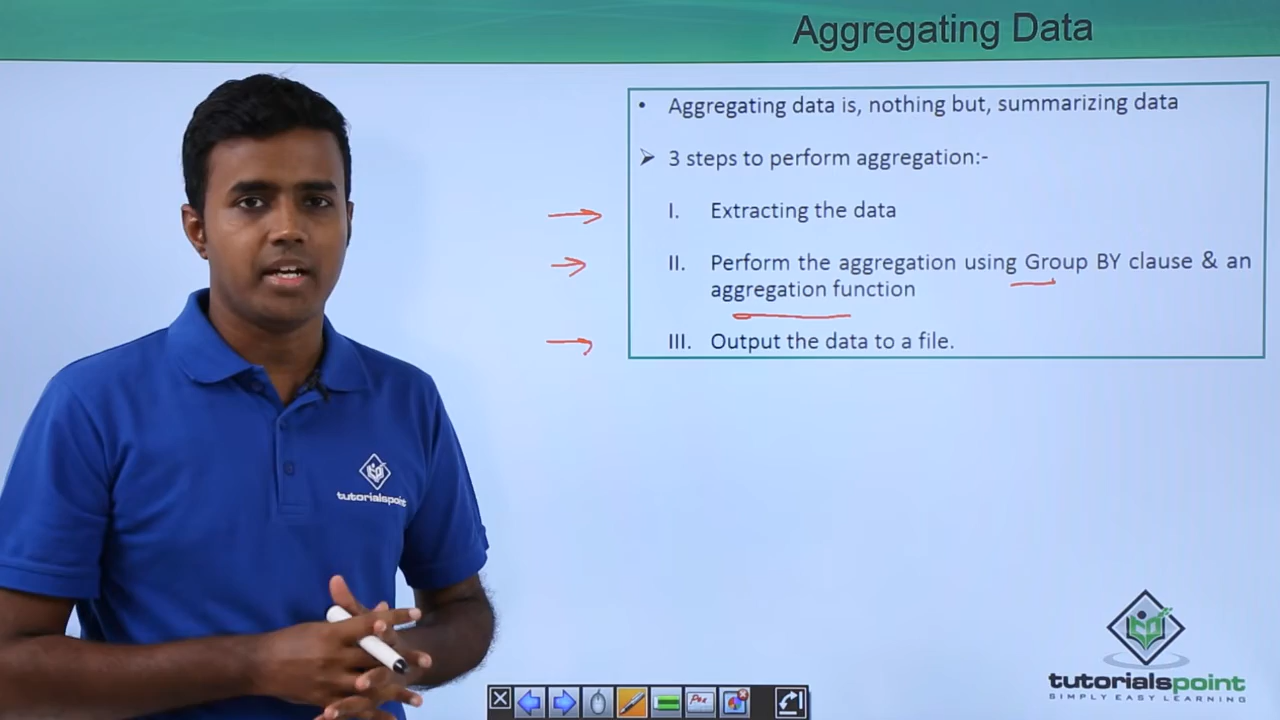 Aggregating Data
• Aggregating data is, nothing but, summarizing data
➤ 3 steps to perform aggregation:-
I. Extracting the data
II. Perform the aggregation using Group BY clause & an
aggregation function
III. Output the data to a file.
tutorialspoint
tutorialspoint
SIMPLY EASY LEARNING